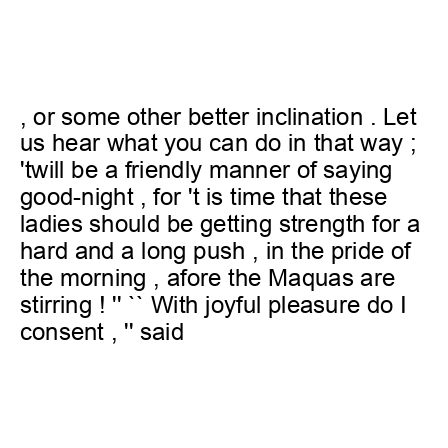 , or some other better inclination . Let
us hear what you can do in that way ;
'twill be a friendly manner of saying
good-night , for 't is time that these
ladies should be getting strength for a
hard and a long push , in the pride of
the morning , afore the Maquas are
stirring ! '' `` With joyful pleasure do I
consent , '' said